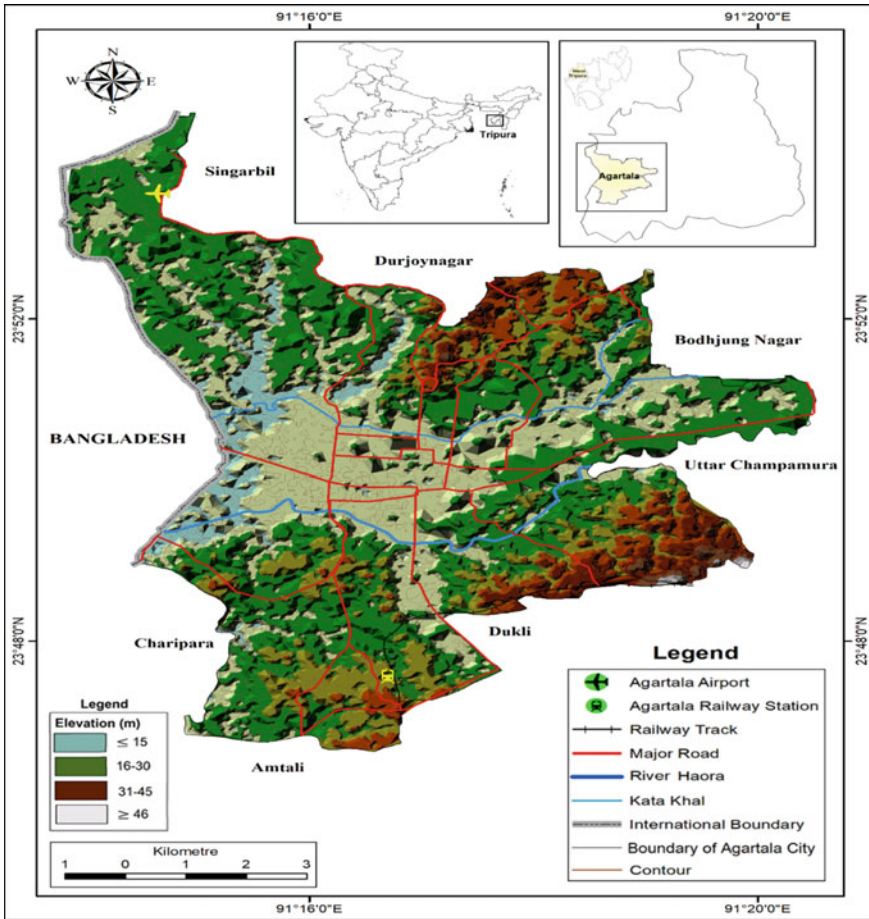 91°16'0"E
91°20'0"E
N
W
E
S
Tripura
West
Tripura
Agartala
Singarbil
Durjoynagar
23°52'0"N
23°52'0"N
Bodhjung Nagar
BANGLADESH
Uttar Champamura
23°48'0"N
23°48'0"N
Charipara
Dukli
Amtali
Legend
Elevation (m)
≤ 15
16-30
31-45
≥ 46
Kilometre
1 0 1 2 3
Legend
Agartala Airport
Agartala Railway Station
Railway Track
Major Road
River Haora
Kata Khal
International Boundary
Boundary of Agartala City
Contour
91°16'0"E
91°20'0"E